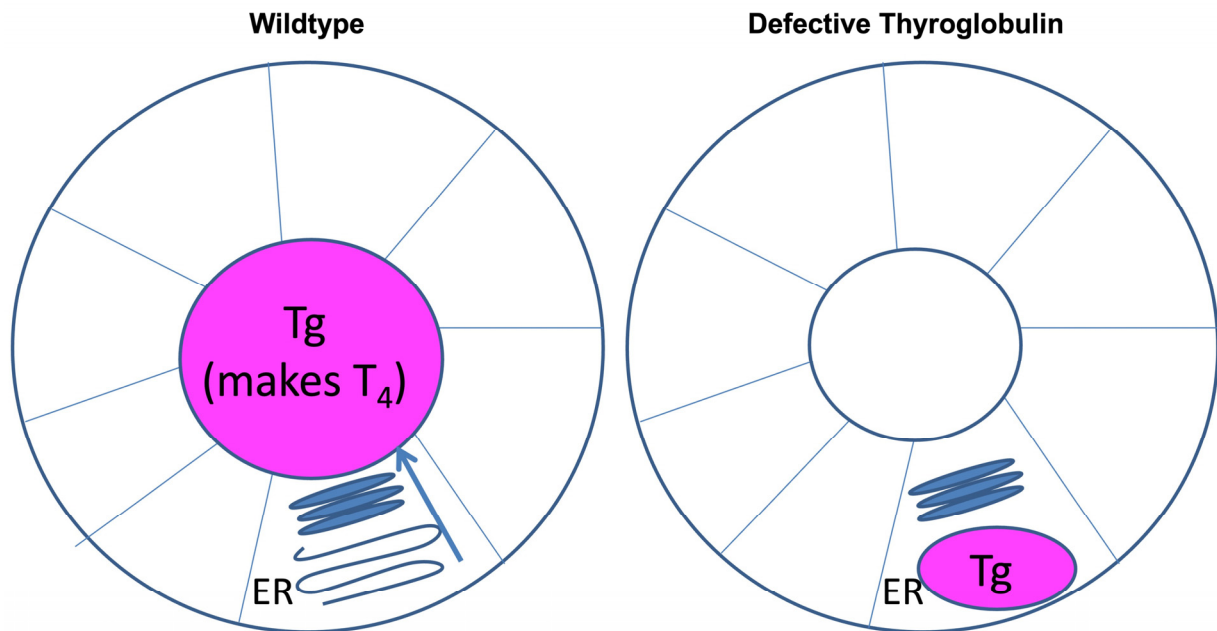 Wildtype
Tg
(makes T₄)
ER
Defective Thyroglobulin
ER
Tg